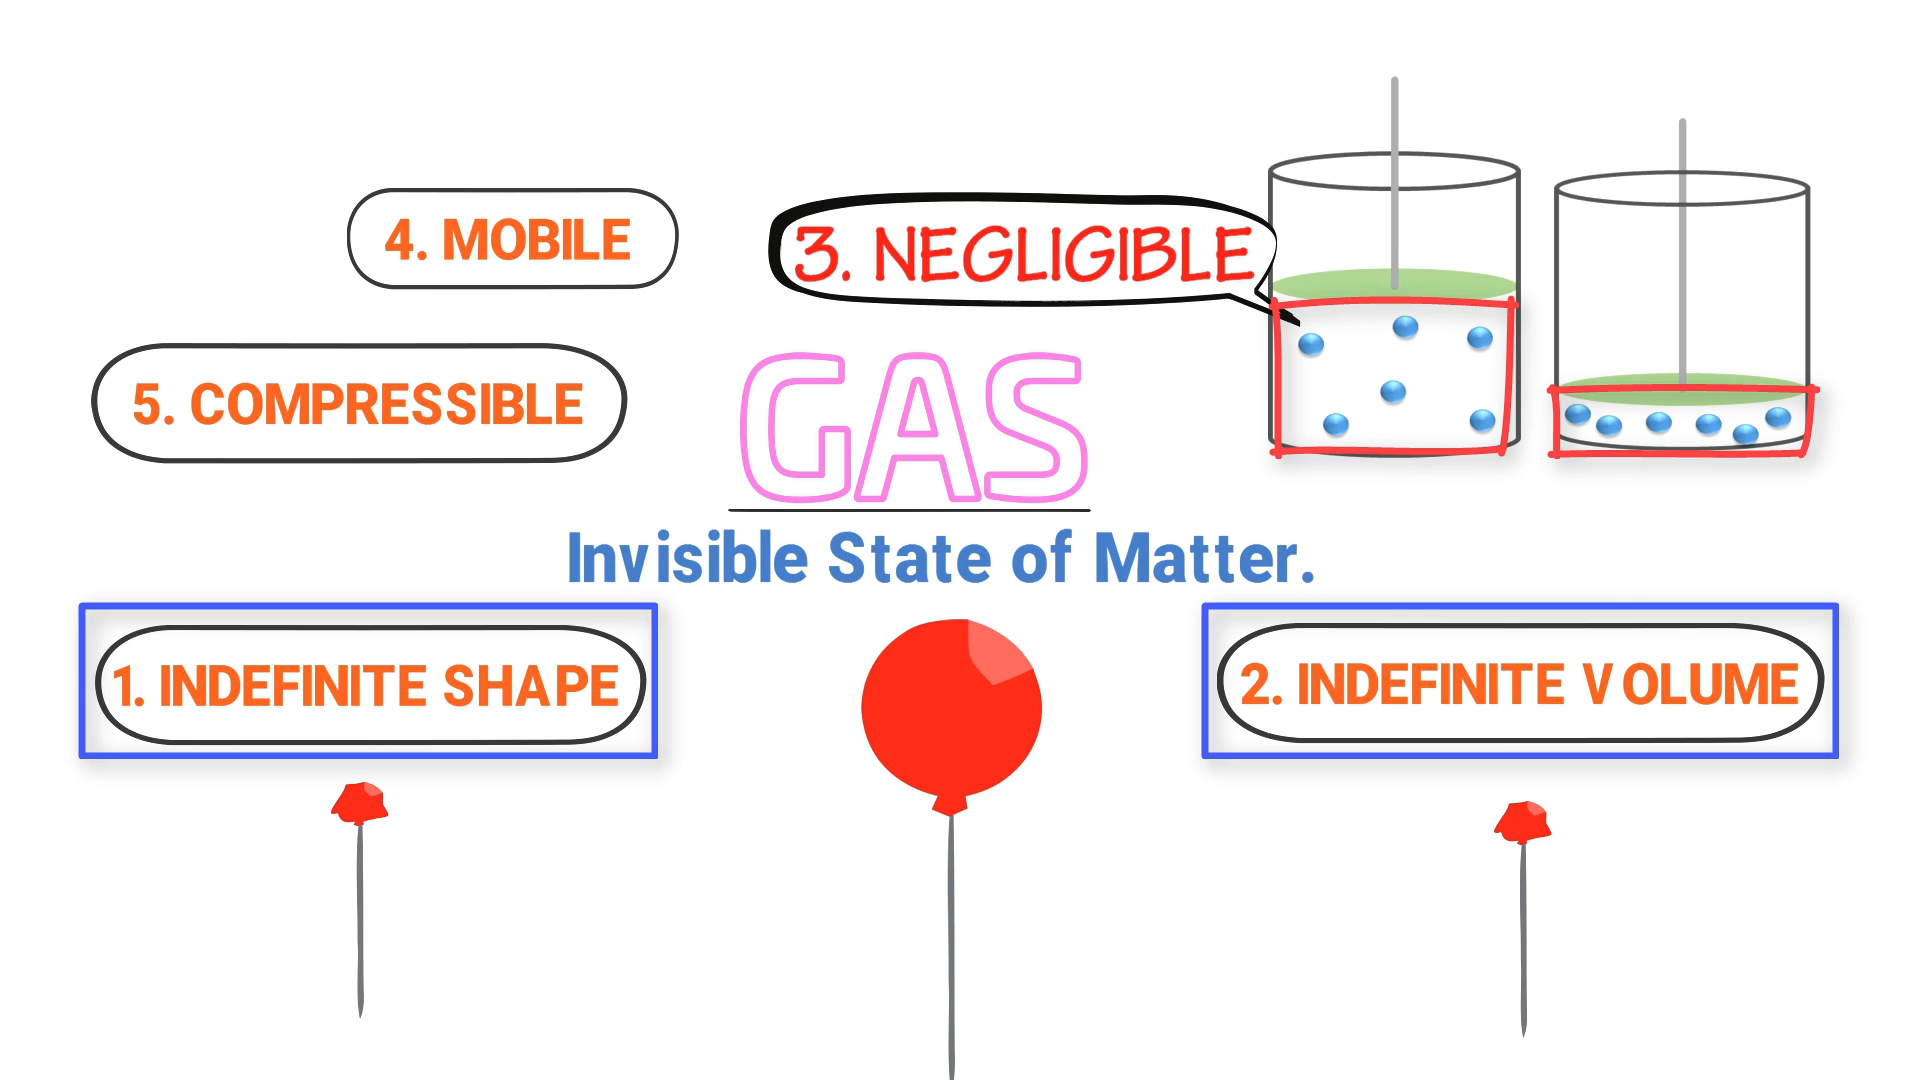 4. MOBILE
3. NEGLIGIBLE
5. COMPRESSIBLE
GAS
Invisible State of Matter.
1. INDEFINITE SHAPE
2. INDEFINITE VOLUME